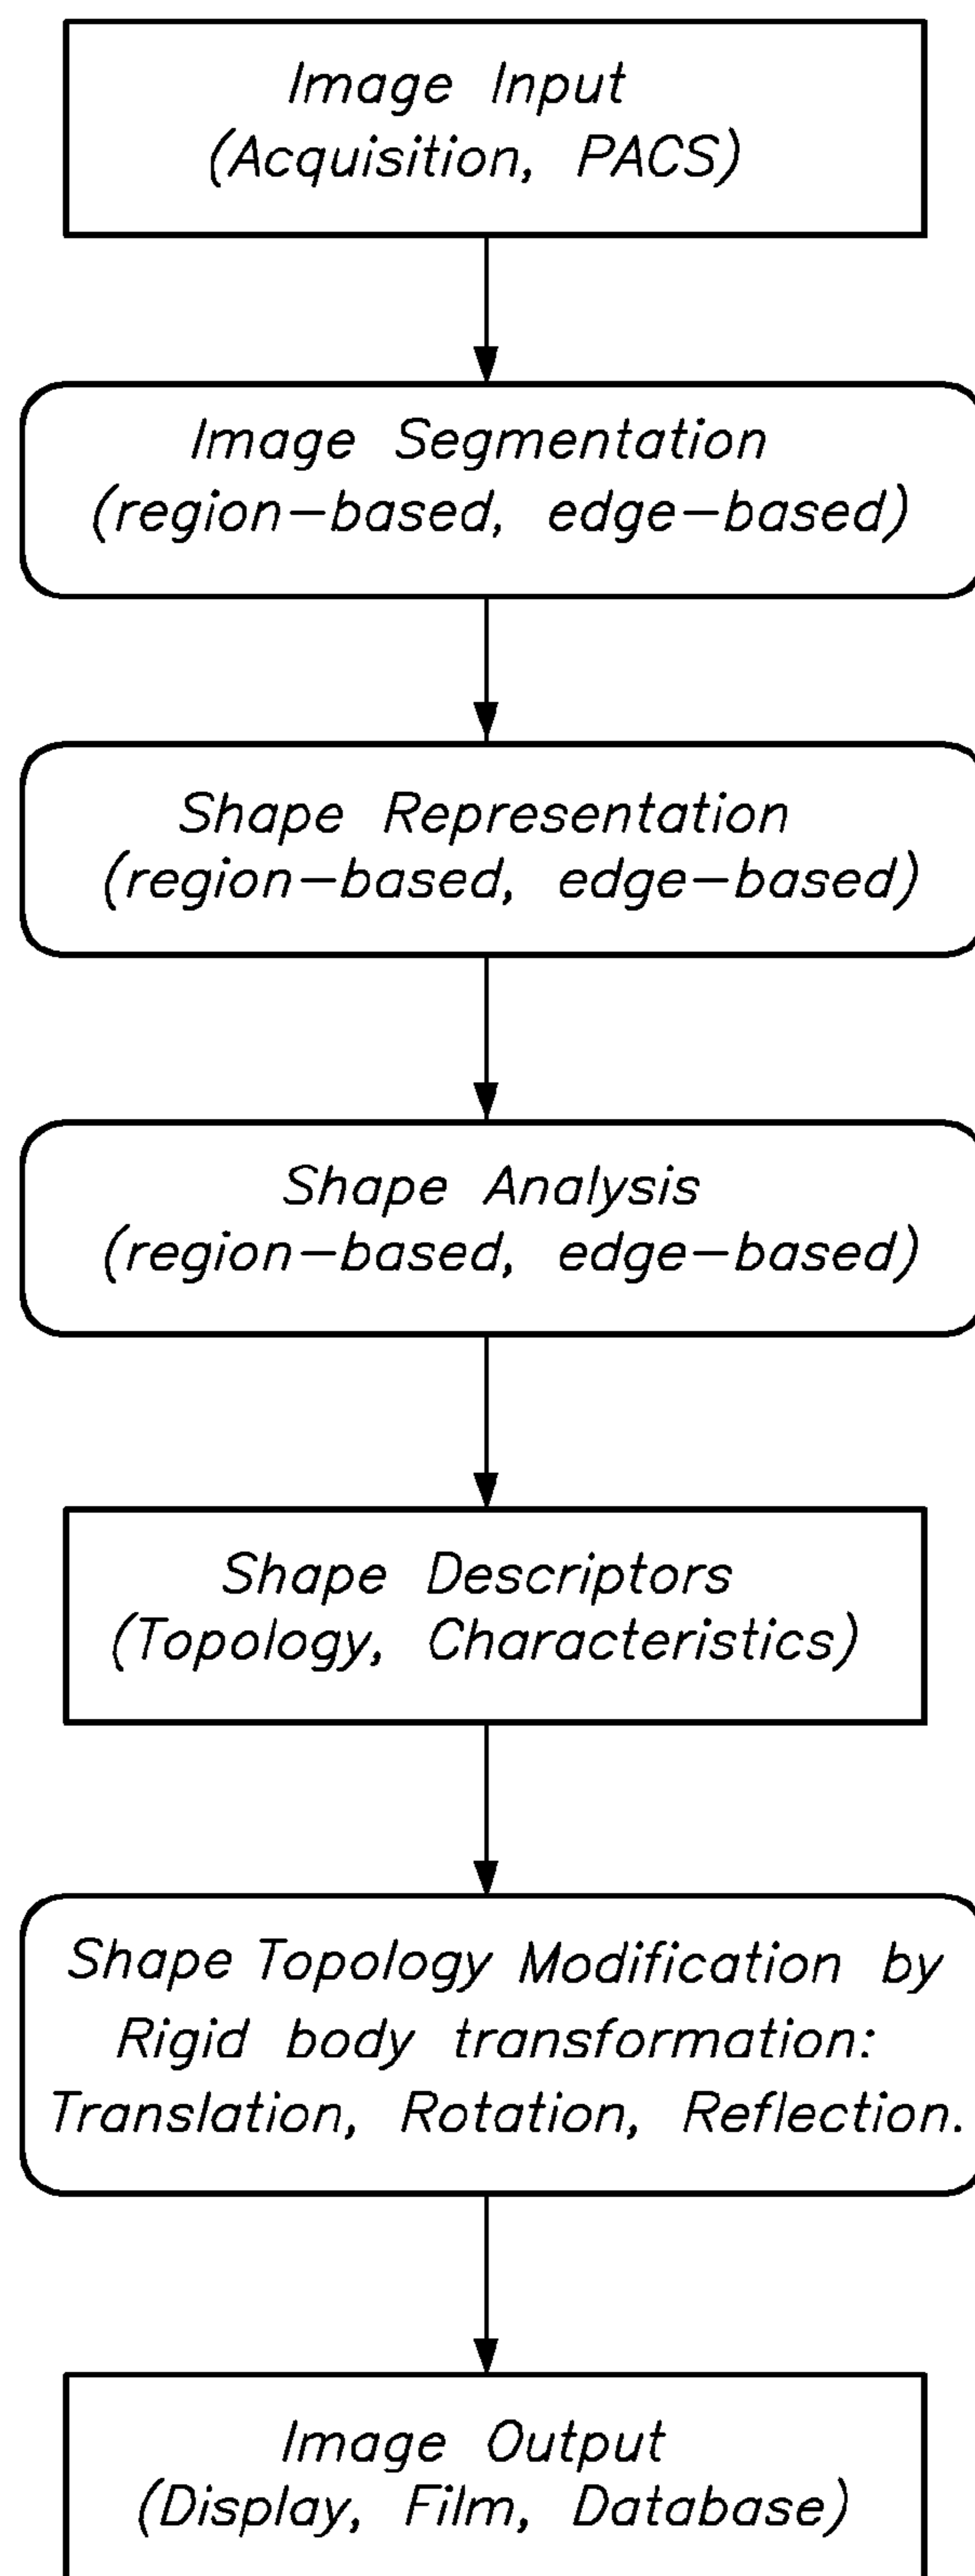 Image Input
(Acquisition, PACS)
Image Segmentation
(region-based, edge-based)
Shape Representation
(region-based, edge-based)
Shape Analysis
(region-based, edge-based)
Shape Descriptors
(Topology, Characteristics)
Shape Topology Modification by
Rigid body transformation:
Translation, Rotation, Reflection.
Image Output
(Display, Film, Database)